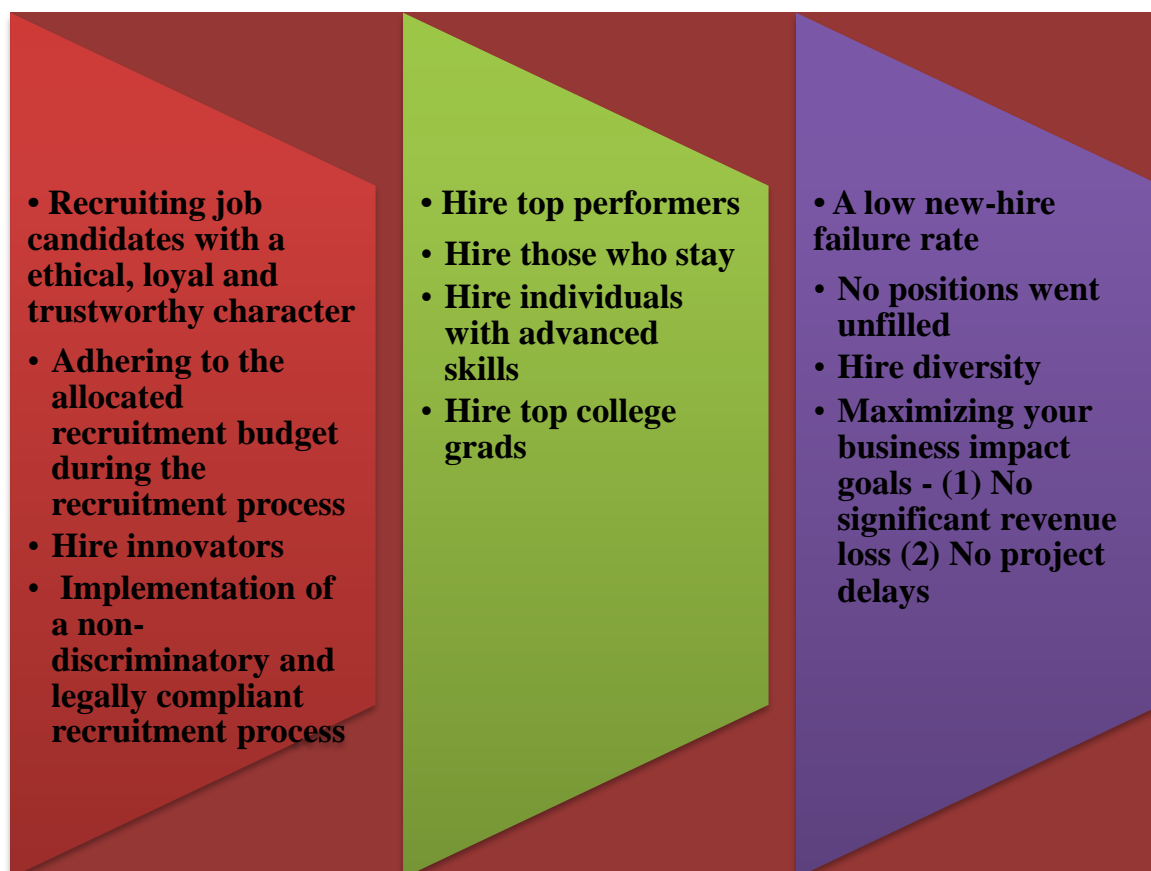 • Recruiting job
candidates with a
ethical, loyal and
trustworthy character
• Adhering to the
allocated
recruitment budget
during the
recruitment process
• Hire innovators
• Implementation of
a non-
discriminatory and
legally compliant
recruitment process
• Hire top performers
• Hire those who stay
• Hire individuals
with advanced
skills
• Hire top college
grads
• A low new-hire
failure rate
• No positions went
unfilled
• Hire diversity
• Maximizing your
business impact
goals - (1) No
significant revenue
loss (2) No project
delays